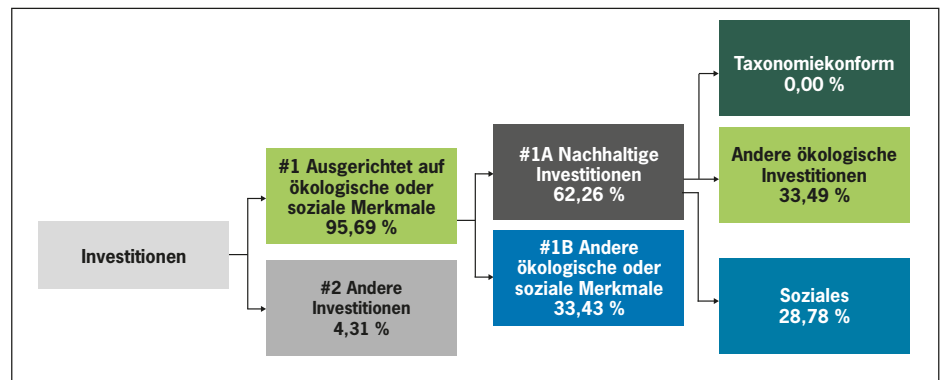 Investitionen
#1 Ausgerichtet auf
ökologische oder
soziale Merkmale
95,69 %
#2 Andere
Investitionen
4,31 %
#1A Nachhaltige
Investitionen
62,26 %
#1B Andere
ökologische oder
soziale Merkmale
33,43 %
Taxonomiekonform
0,00 %
Andere ökologische
Investitionen
33,49 %
Soziales
28,78 %